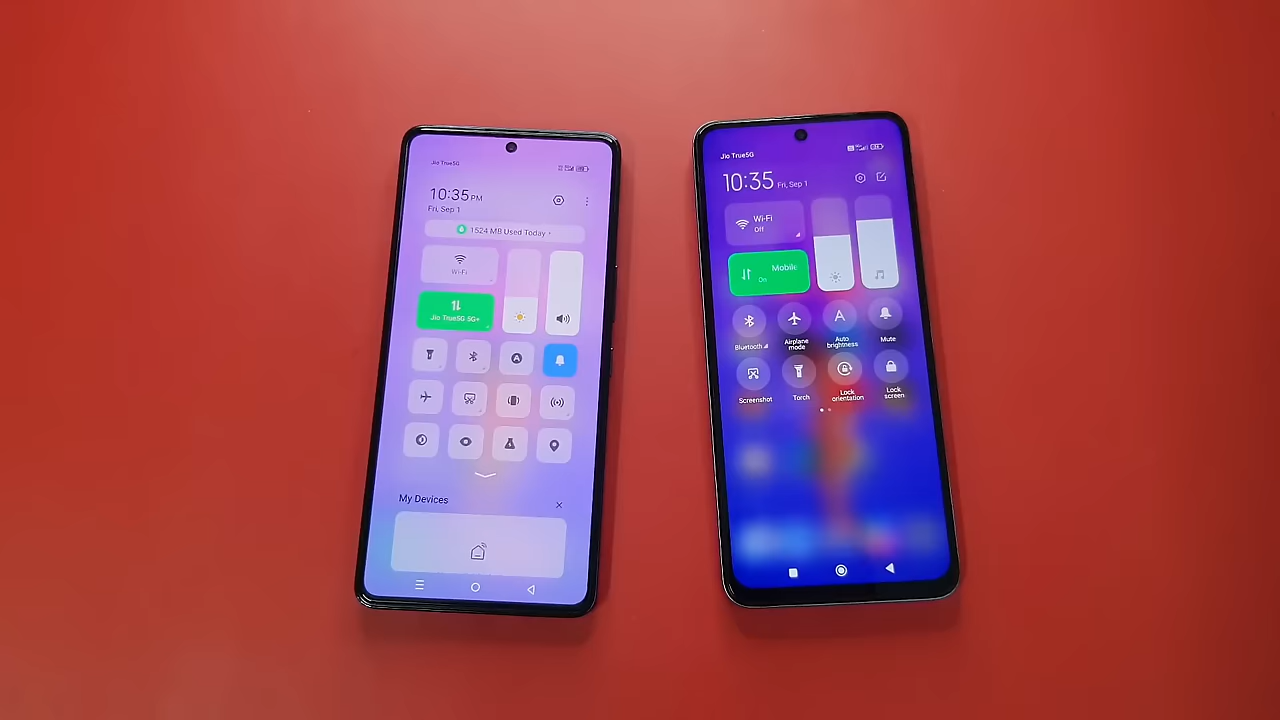 Jio True5G
10:35 PM
Fri, Sep 1
1524 MB Used Today
Wi-Fi
Jio True5G 5G+
My Devices
Jio True5G
10:35 Fri, Sep 1
Wi-Fi
Off
Mobile
On
Bluetooth
Airplane
mode
Auto
brightness
Mute
Screenshot
Torch
Lock
orientation
Lock
screen